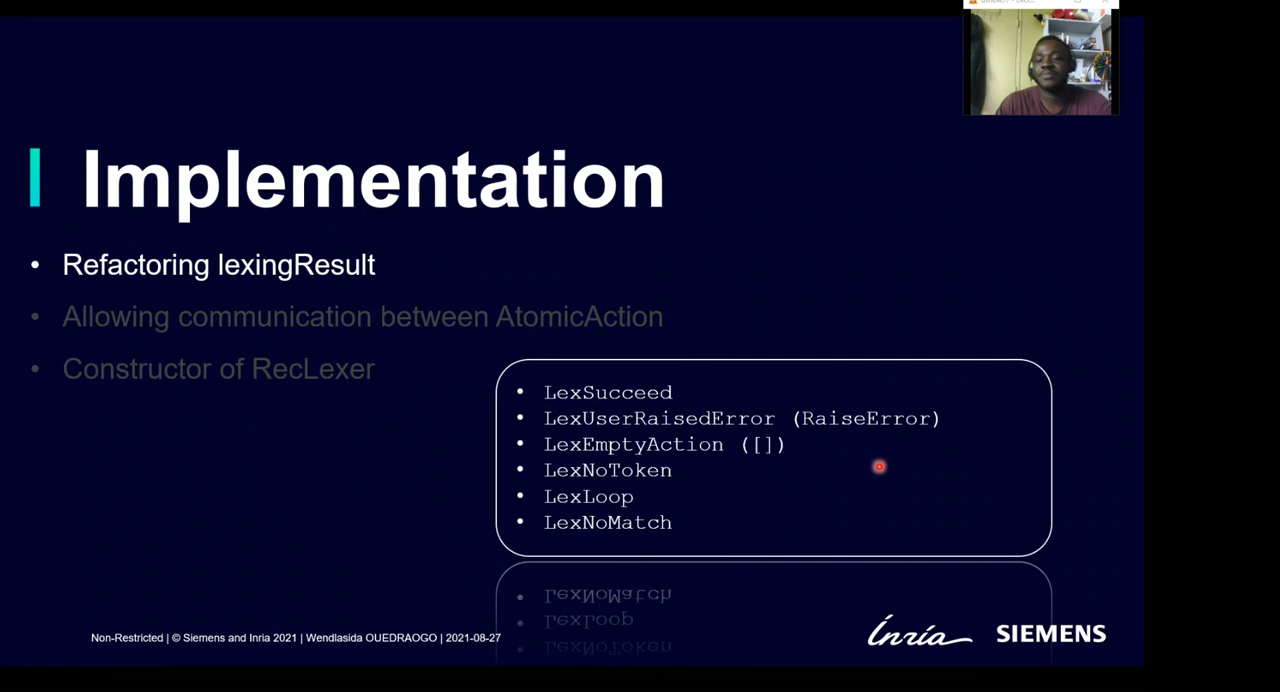 Implementation
• Refactoring lexingResult
• Allowing communication between AtomicAction
• Constructor of RecLexer
• LexSucceed
• LexUserRaisedError (RaiseError)
• LexEmptyAction ([])
• LexNoToken
• LexLoop
• LexNoMatch
Non-Restricted | © Siemens and Inria 2021 | Wendlasida OUEDRAOGO | 2021-08-27
Inria
SIEMENS